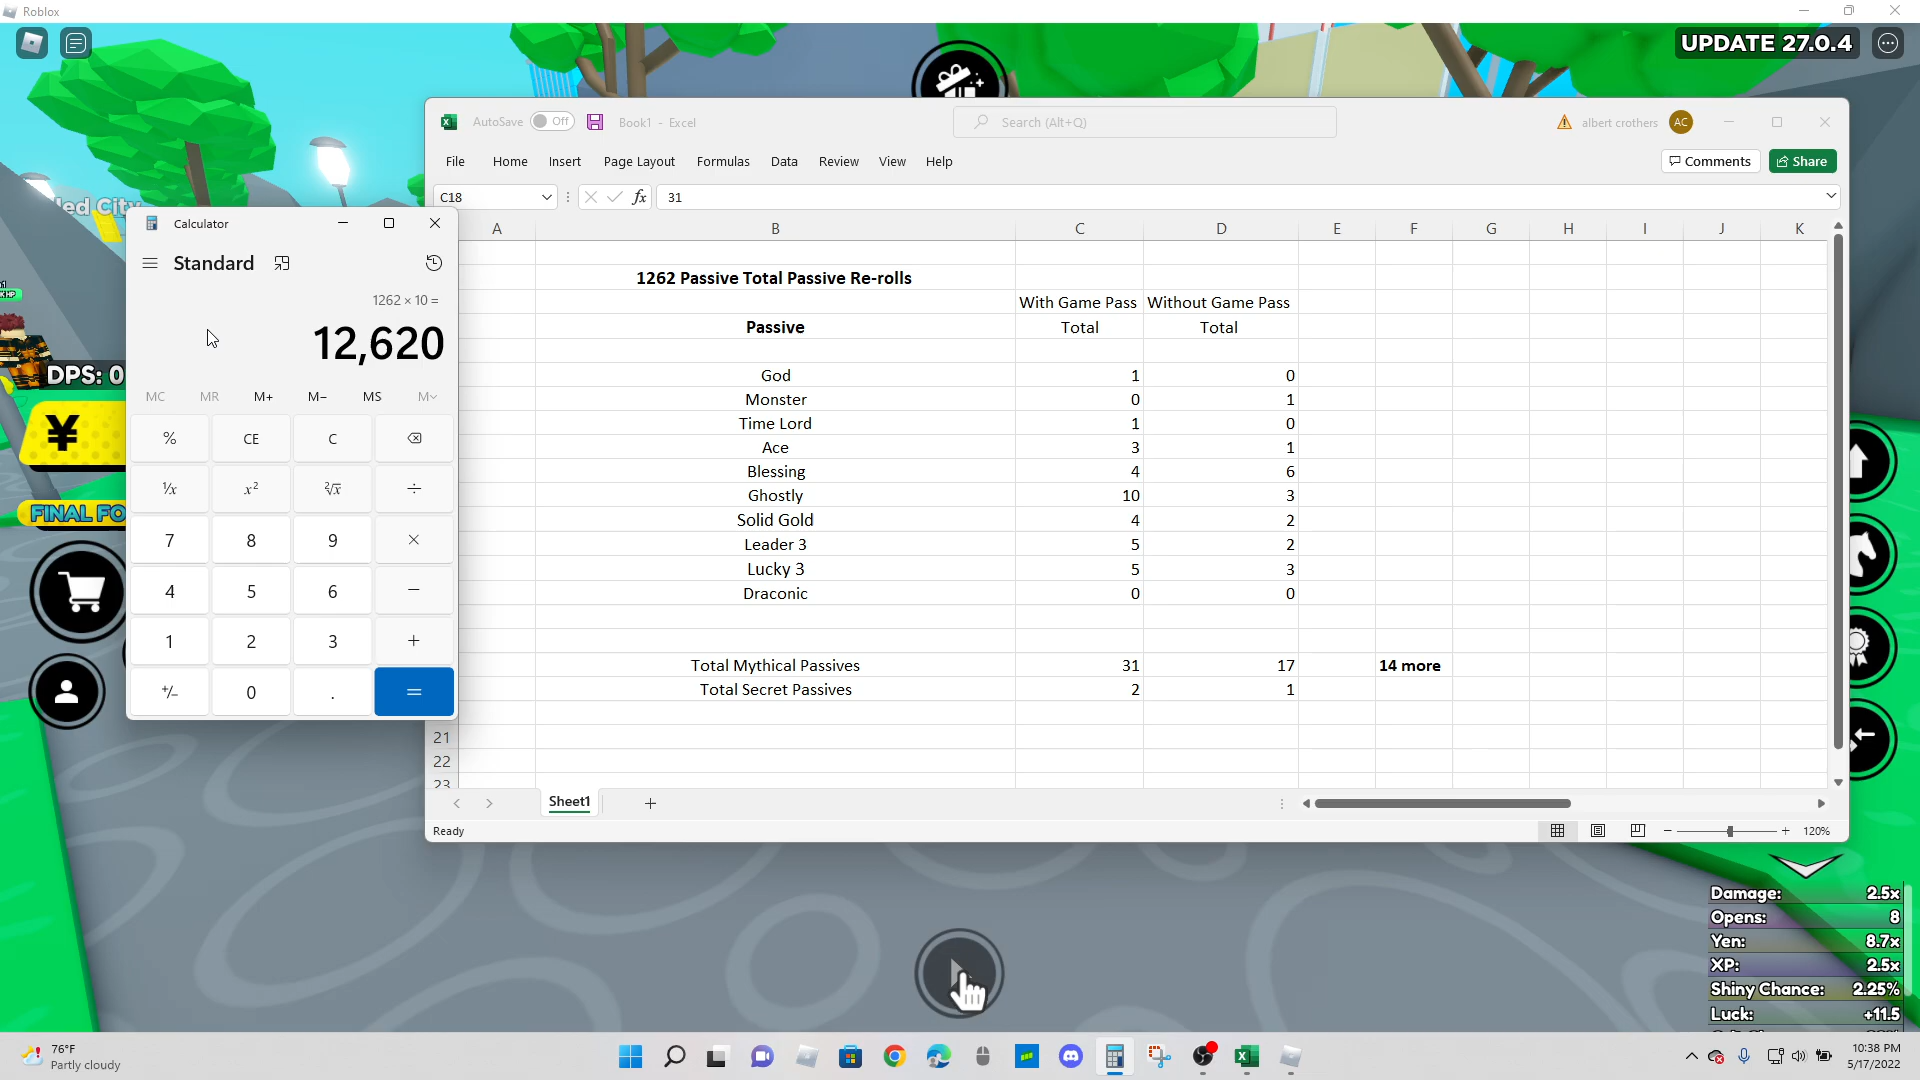 Roblox
UPDATE 27.0.4
AutoSave Off Book1 - Excel
Search (Alt+Q)
albert crothers AC
File Home Insert Page Layout Formulas Data Review View Help
Comments Share
C18 fx 31
A B C D E F G H I J K
1262 Passive Total Passive Re-rolls
With Game Pass Without Game Pass
Passive Total Total
God 1 0
Monster 0 1
Time Lord 1 0
Ace 3 1
Blessing 4 6
Ghostly 10 3
Solid Gold 4 2
Leader 3 5 2
Lucky 3 5 3
Draconic 0 0
Total Mythical Passives 31 17 14 more
Total Secret Passives 2 1
21
22
23
Sheet1
Ready
120%
Calculator
Standard
1262 × 10 =
12,620
MC MR M+ M− MS M
% CE C
¹/x x² ²√x ÷
7 8 9 ×
4 5 6 −
1 2 3 +
+/− 0 . =
City
HP
DPS: 0
¥
FINAL FO
Damage: 2.5x
Opens: 8
Yen: 8.7x
XP: 2.5x
Shiny Chance: 2.25%
Luck: +11.5
76°F
Partly cloudy
10:38 PM
5/17/2022